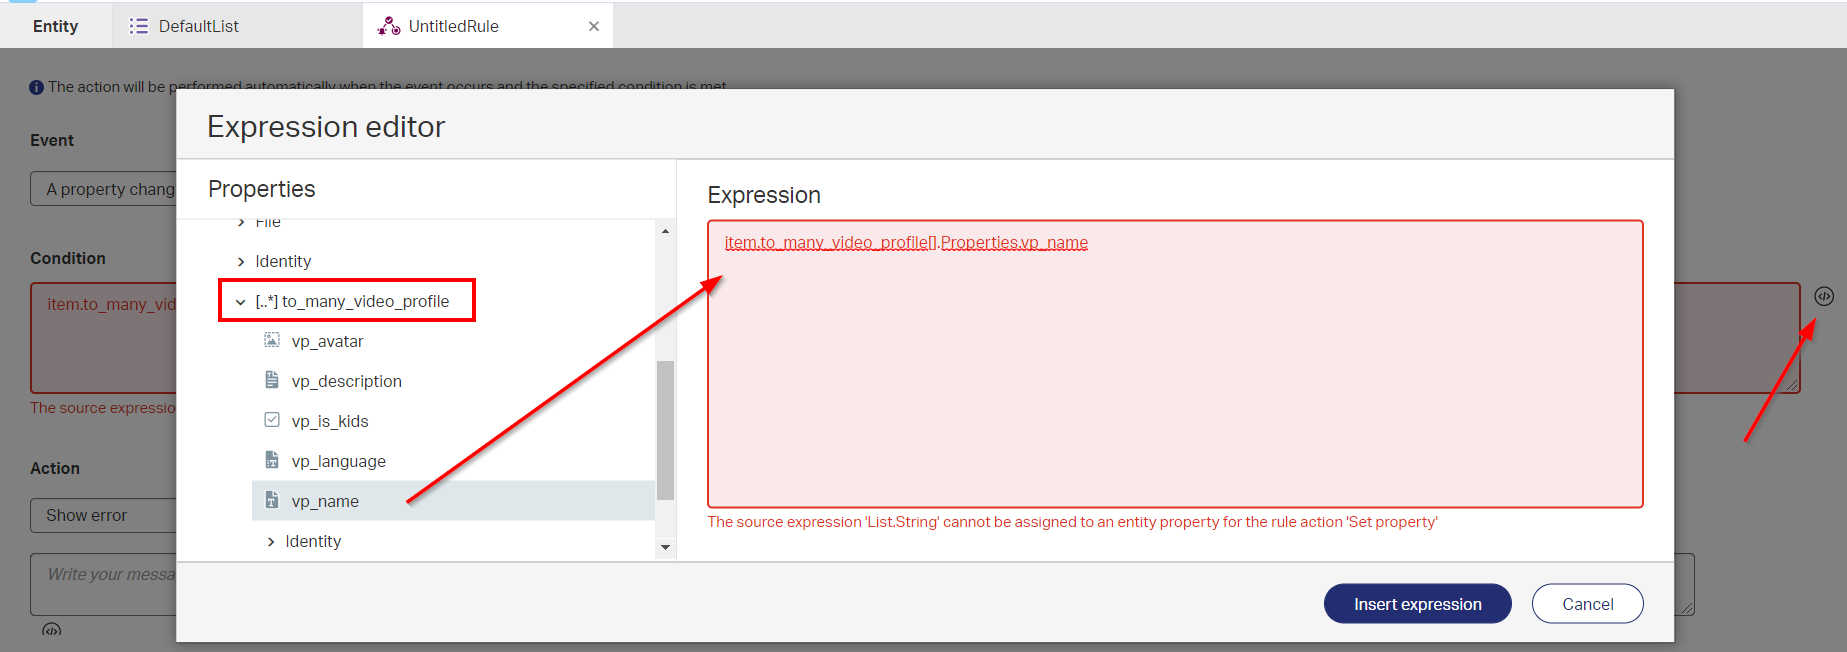 Entity
DefaultList
UntitledRule
The action will be performed automatically when the event occurs and the specified condition is met
Event
A property chang
Condition
item.to_many_vid
The source expressio
Action
Show error
Write your messa
Expression editor
Properties
File
Identity
[..*] to_many_video_profile
vp_avatar
vp_description
vp_is_kids
vp_language
vp_name
Identity
Expression
item.to_many_video_profile[].Properties.vp_name
The source expression 'List.String' cannot be assigned to an entity property for the rule action 'Set property'
Insert expression
Cancel